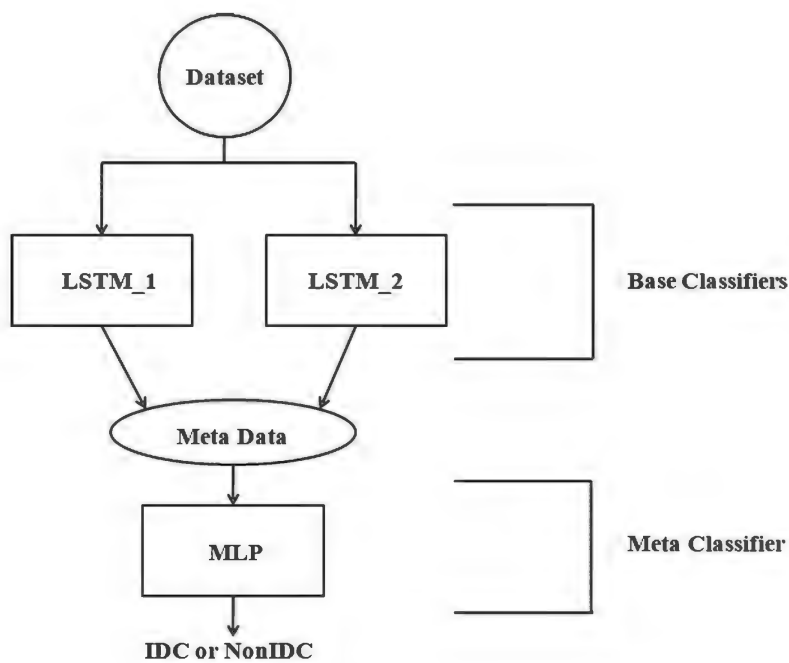 Dataset
LSTM_1
LSTM_2
Base Classifiers
Meta Data
MLP
Meta Classifier
IDC or NonIDC